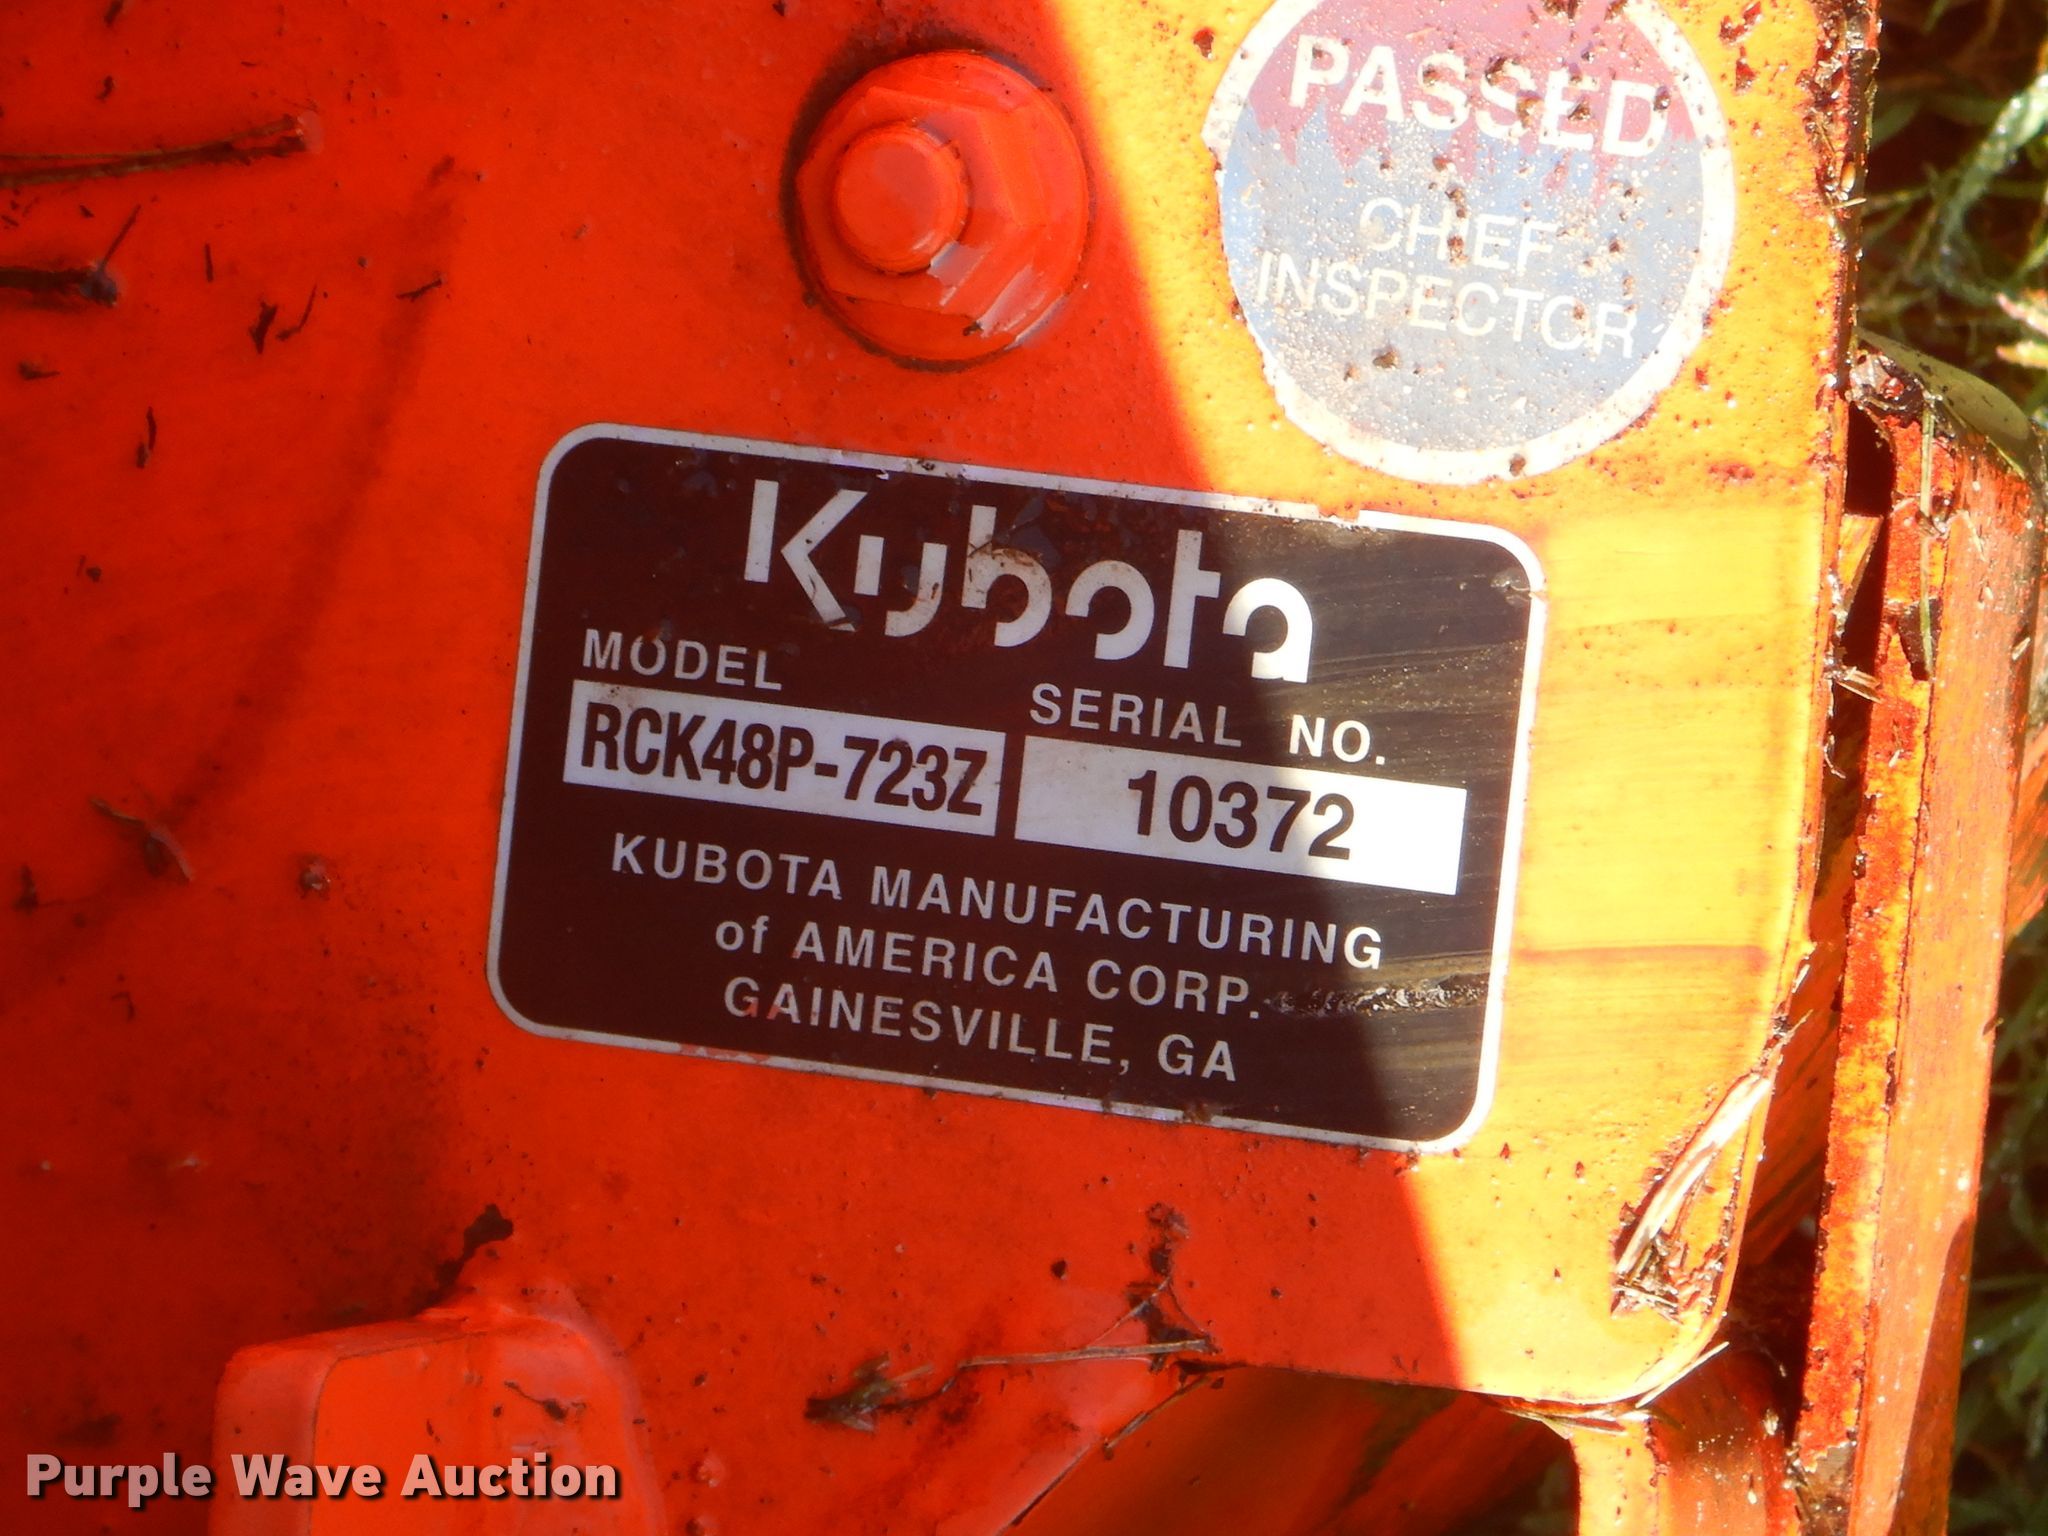 PASSED
CHIEF
INSPECTOR
Kubota
MODEL
SERIAL NO.
RCK48P-723Z
10372
KUBOTA MANUFACTURING
of AMERICA CORP.
GAINESVILLE, GA
Purple Wave Auction